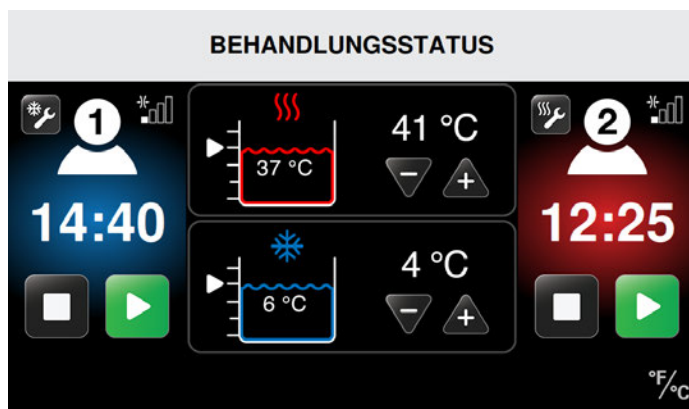 BEHANDLUNGSSTATUS
1
14:40
37 °C
41 °C
− +
6 °C
4 °C
− +
2
12:25
°F/°C